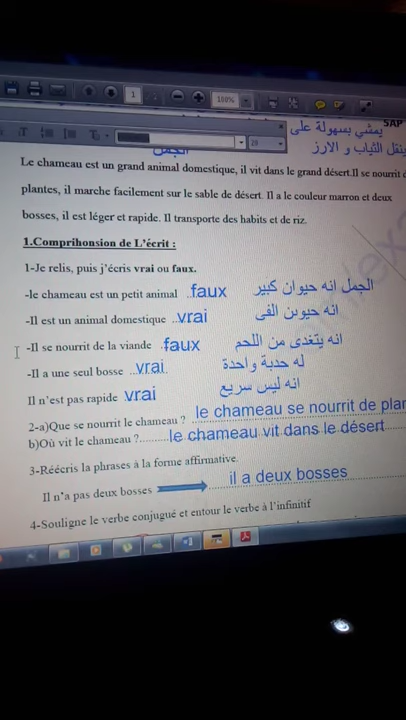 1
100%
يمشي بسهولة على
SAP
ينقل الثياب و الارز
29
الجمل
Le chameau est un grand animal domestique, il vit dans le grand désert.Il se nourrit d
plantes, il marche facilement sur le sable de désert. Il a le couleur marron et deux
bosses, il est léger et rapide. Il transporte des habits et de riz.
1.Comprihonsion de L'écrit :
1-Je relis, puis j'écris vrai ou faux.
-le chameau est un petit animal ..faux الجمل انه حيوان كبير
-Il est un animal domestique ..vrai انه حيوىن الفى
-Il se nourrit de la viande .faux انه يتغدى من اللحم
-Il a une seul bosse ...vrai. له حدبة واحدة
Il n'est pas rapide vrai انه ليس سريع
2-a)Que se nourrit le chameau ? le chameau se nourrit de plan
b)Où vit le chameau ?.........le chameau vit dans le désert
3-Réécris la phrases à la forme affirmative.
Il n'a pas deux bosses il a deux bosses
4-Souligne le verbe conjugué et entour le verbe à l'infinitif